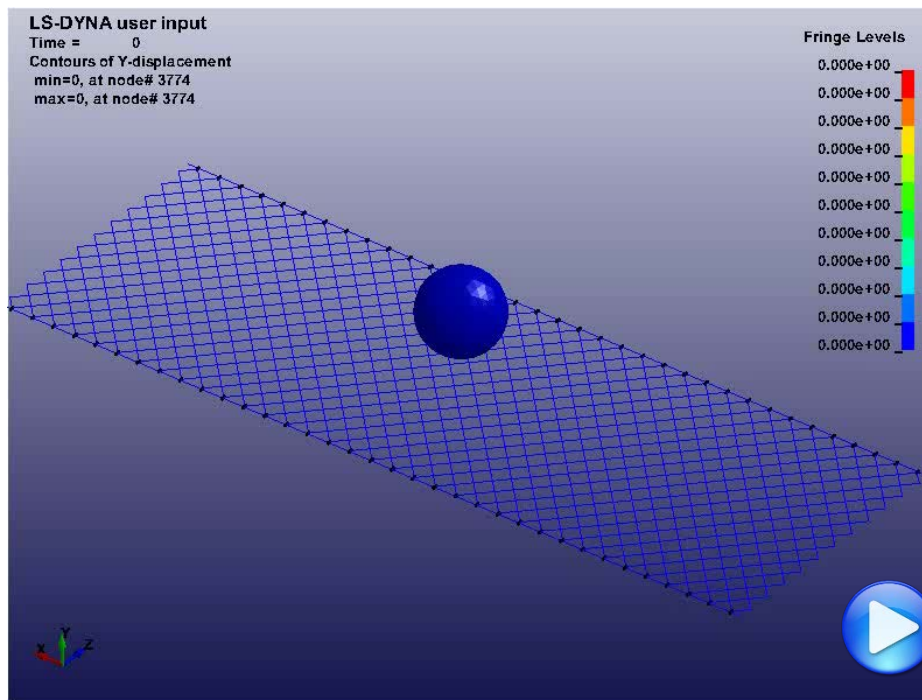 LS-DYNA user input
Time =         0
Contours of Y-displacement
min=0, at node# 3774
max=0, at node# 3774
Fringe Levels
0.000e+00
0.000e+00
0.000e+00
0.000e+00
0.000e+00
0.000e+00
0.000e+00
0.000e+00
0.000e+00
0.000e+00
0.000e+00
Y
X
Z